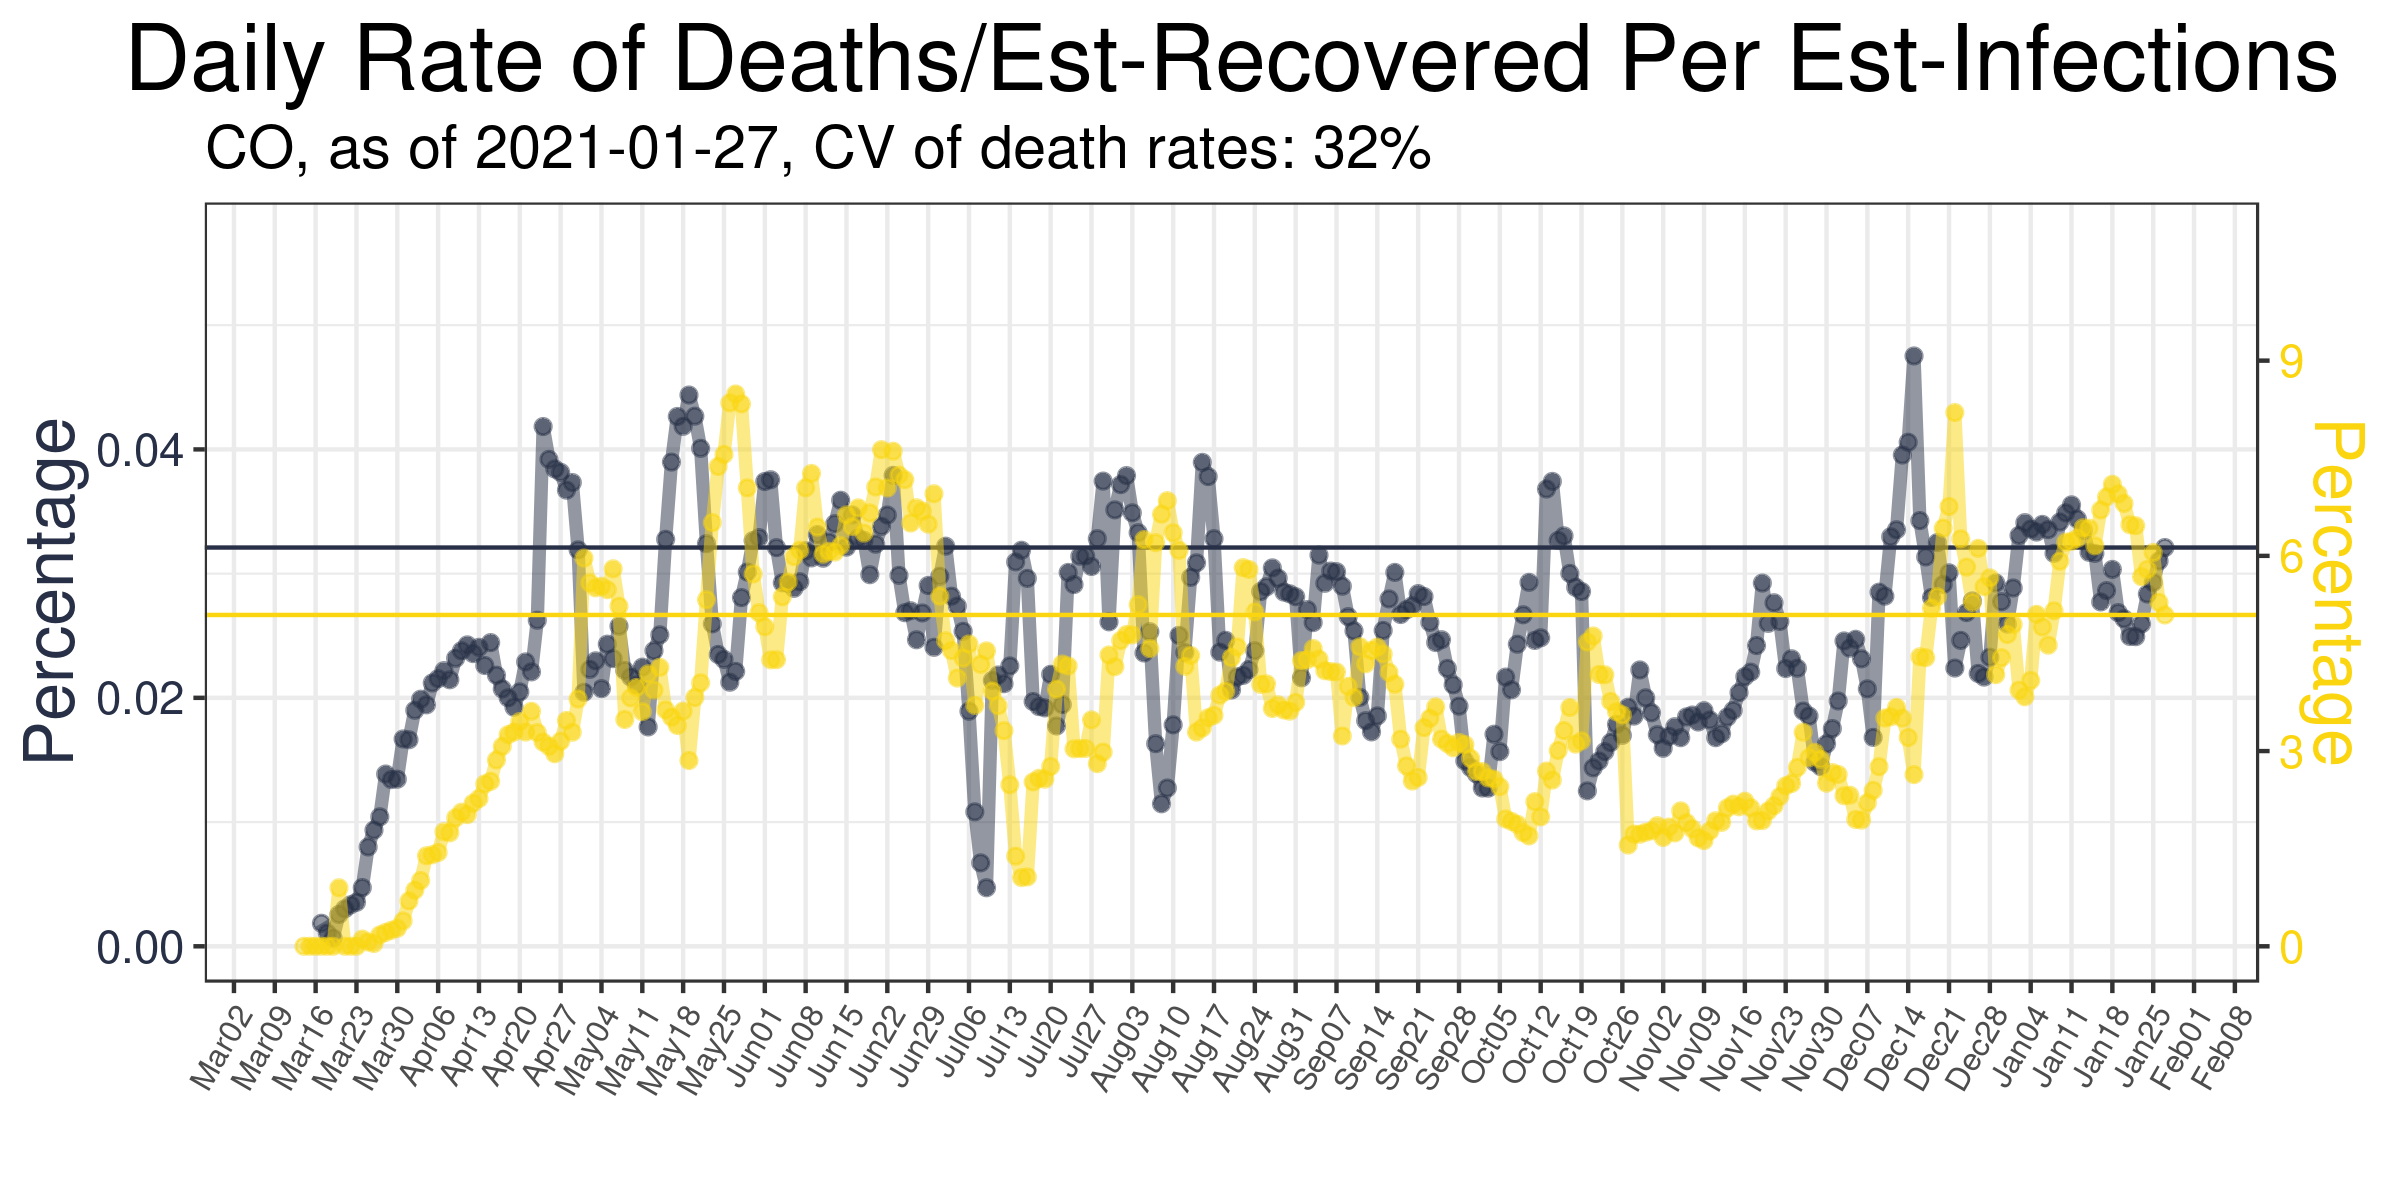 Daily Rate of Deaths/Est-Recovered Per Est-Infections
CO, as of 2021-01-27, CV of death rates: 32%
Percentage
0.04
0.02
0.00
9
6
3
0
Percentage
Mar02 Mar09 Mar16 Mar23 Mar30 Apr06 Apr13 Apr20 Apr27 May04 May11 May18 May25 Jun01 Jun08 Jun15 Jun22 Jun29 Jul06 Jul13 Jul20 Jul27 Aug03 Aug10 Aug17 Aug24 Aug31 Sep07 Sep14 Sep21 Sep28 Oct05 Oct12 Oct19 Oct26 Nov02 Nov09 Nov16 Nov23 Nov30 Dec07 Dec14 Dec21 Dec28 Jan04 Jan11 Jan18 Jan25 Feb01 Feb08